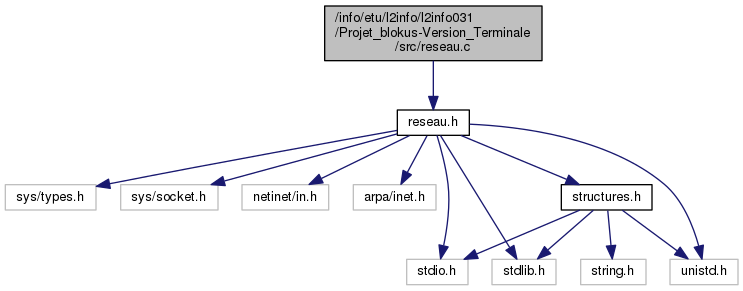 /info/etu/l2info/l2info031
/Projet_blokus-Version_Terminale
/src/reseau.c
reseau.h
sys/types.h
sys/socket.h
netinet/in.h
arpa/inet.h
structures.h
stdio.h
stdlib.h
string.h
unistd.h